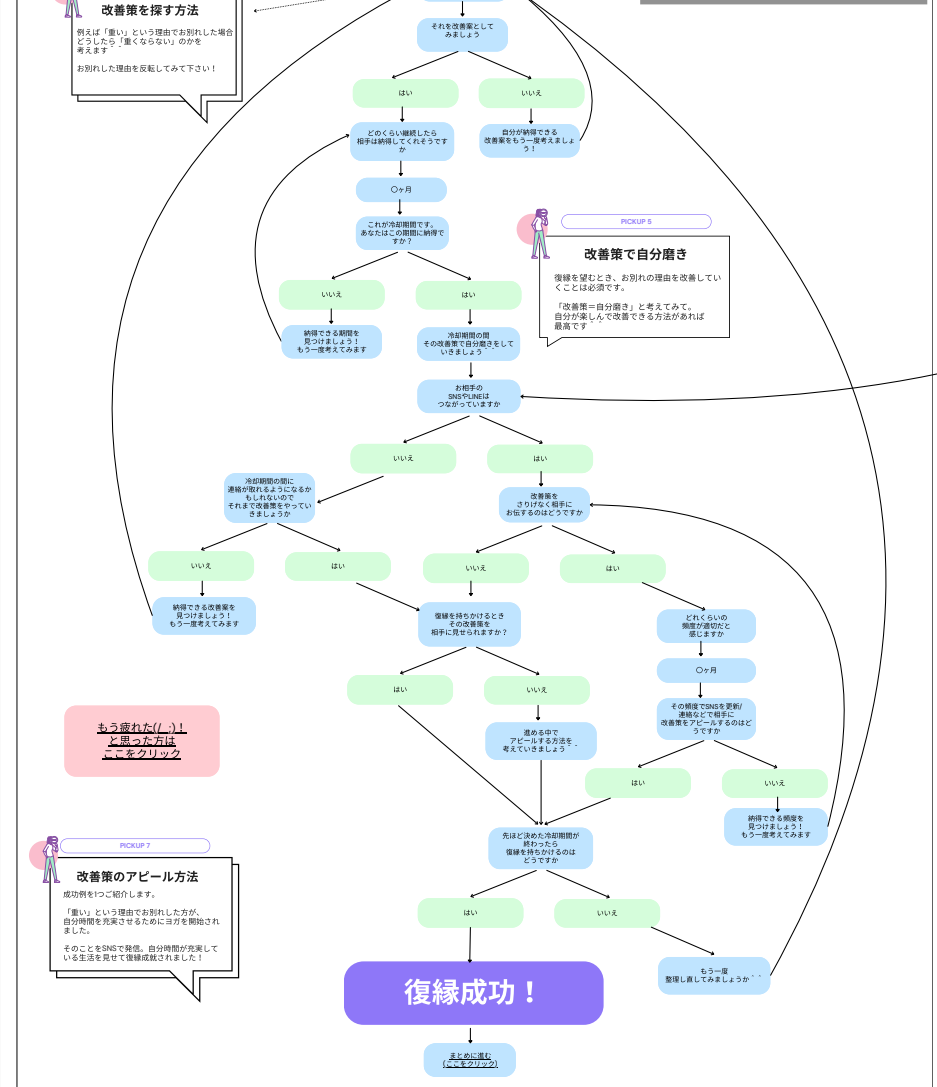 改善策を探す方法
例えば「重い」という理由でお別れした場合
どうしたら「重くならない」のかを
考えます＾＾
お別れした理由を反転してみて下さい！
それを改善案として
みましょう
はい
いいえ
どのくらい継続したら
相手は納得してくれそうです
か
自分が納得できる
改善案をもう一度考えましょ
う！
〇ヶ月
これが冷却期間です。
あなたはこの期間に納得で
すか？
PICKUP 5
改善策で自分磨き
復縁を望むとき、お別れの理由を改善してい
くことは必須です。
「改善策＝自分磨き」と考えてみて。
自分が楽しんで改善できる方法があれば
最高です＾＾
いいえ
はい
納得できる期間を
見つけましょう！
もう一度考えてみます
冷却期間の間
その改善策で自分磨きをして
いきましょう＾＾
お相手の
SNSやLINEは
つながっていますか
いいえ
はい
冷却期間の間に
連絡が取れるようになるか
もしれないので
それまで改善策をやってい
きましょうか
改善策を
さりげなく相手に
お伝するのはどうですか
いいえ
はい
いいえ
はい
納得できる改善案を
見つけましょう！
もう一度考えてみます
復縁を持ちかけるとき
その改善策を
相手に見せられますか？
どれくらいの
頻度が適切だと
感じますか
〇ヶ月
はい
いいえ
その頻度でSNSを更新/
連絡などで相手に
改善策をアピールするのはど
うですか
もう疲れた(/_;)！
と思った方は
ここをクリック
進める中で
アピールする方法を
考えていきましょう＾＾
はい
いいえ
納得できる頻度を
見つけましょう！
もう一度考えてみます
先ほど決めた冷却期間が
終わったら
復縁を持ちかけるのは
どうですか
PICKUP 7
改善策のアピール方法
成功例を1つご紹介します。
「重い」という理由でお別れした方が、
自分時間を充実させるためにヨガを開始され
ました。
そのことをSNSで発信。自分時間が充実して
いる生活を見せて復縁成就されました！
はい
いいえ
もう一度
整理し直してみましょうか＾＾
復縁成功！
まとめに進む
(ここをクリック)